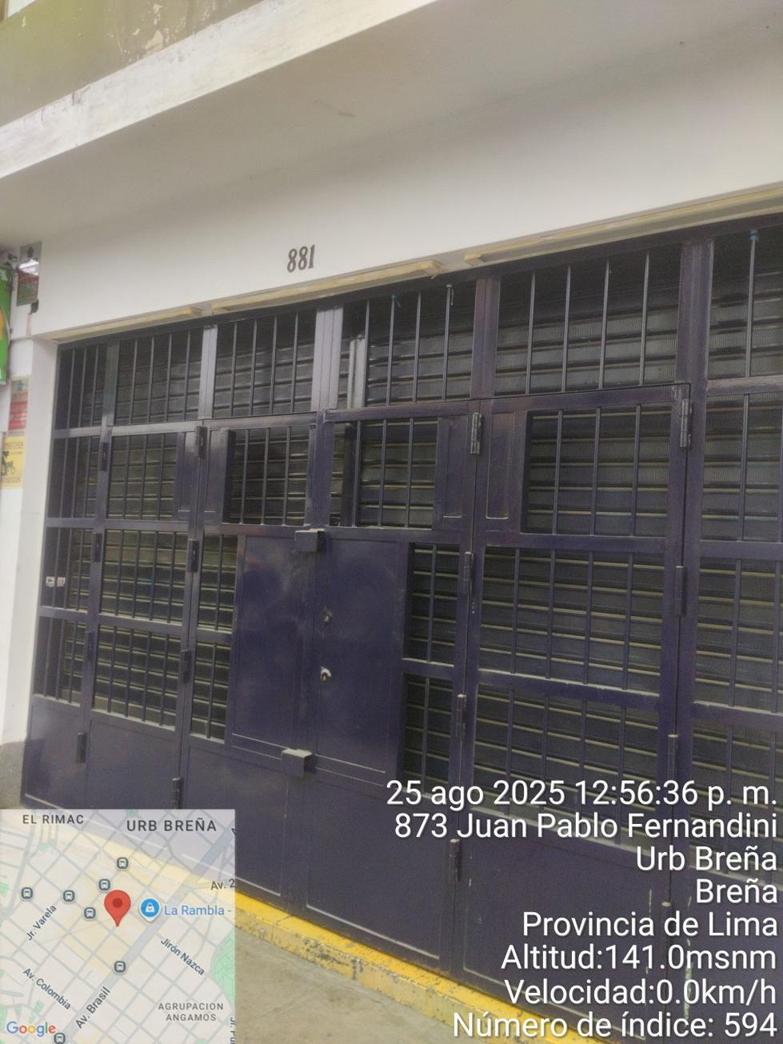 881
25 ago 2025 12:56:36 p. m.
873 Juan Pablo Fernandini
Urb Breña
Breña
Provincia de Lima
Altitud:141.0msnm
Velocidad:0.0km/h
Número de índice: 594
EL RIMAC
URB BREÑA
Av. 2
La Rambla -
Jr. Varela
Jirón Nazca
Av. Colombia
Av. Brasil
AGRUPACION
ANGAMOS
Google